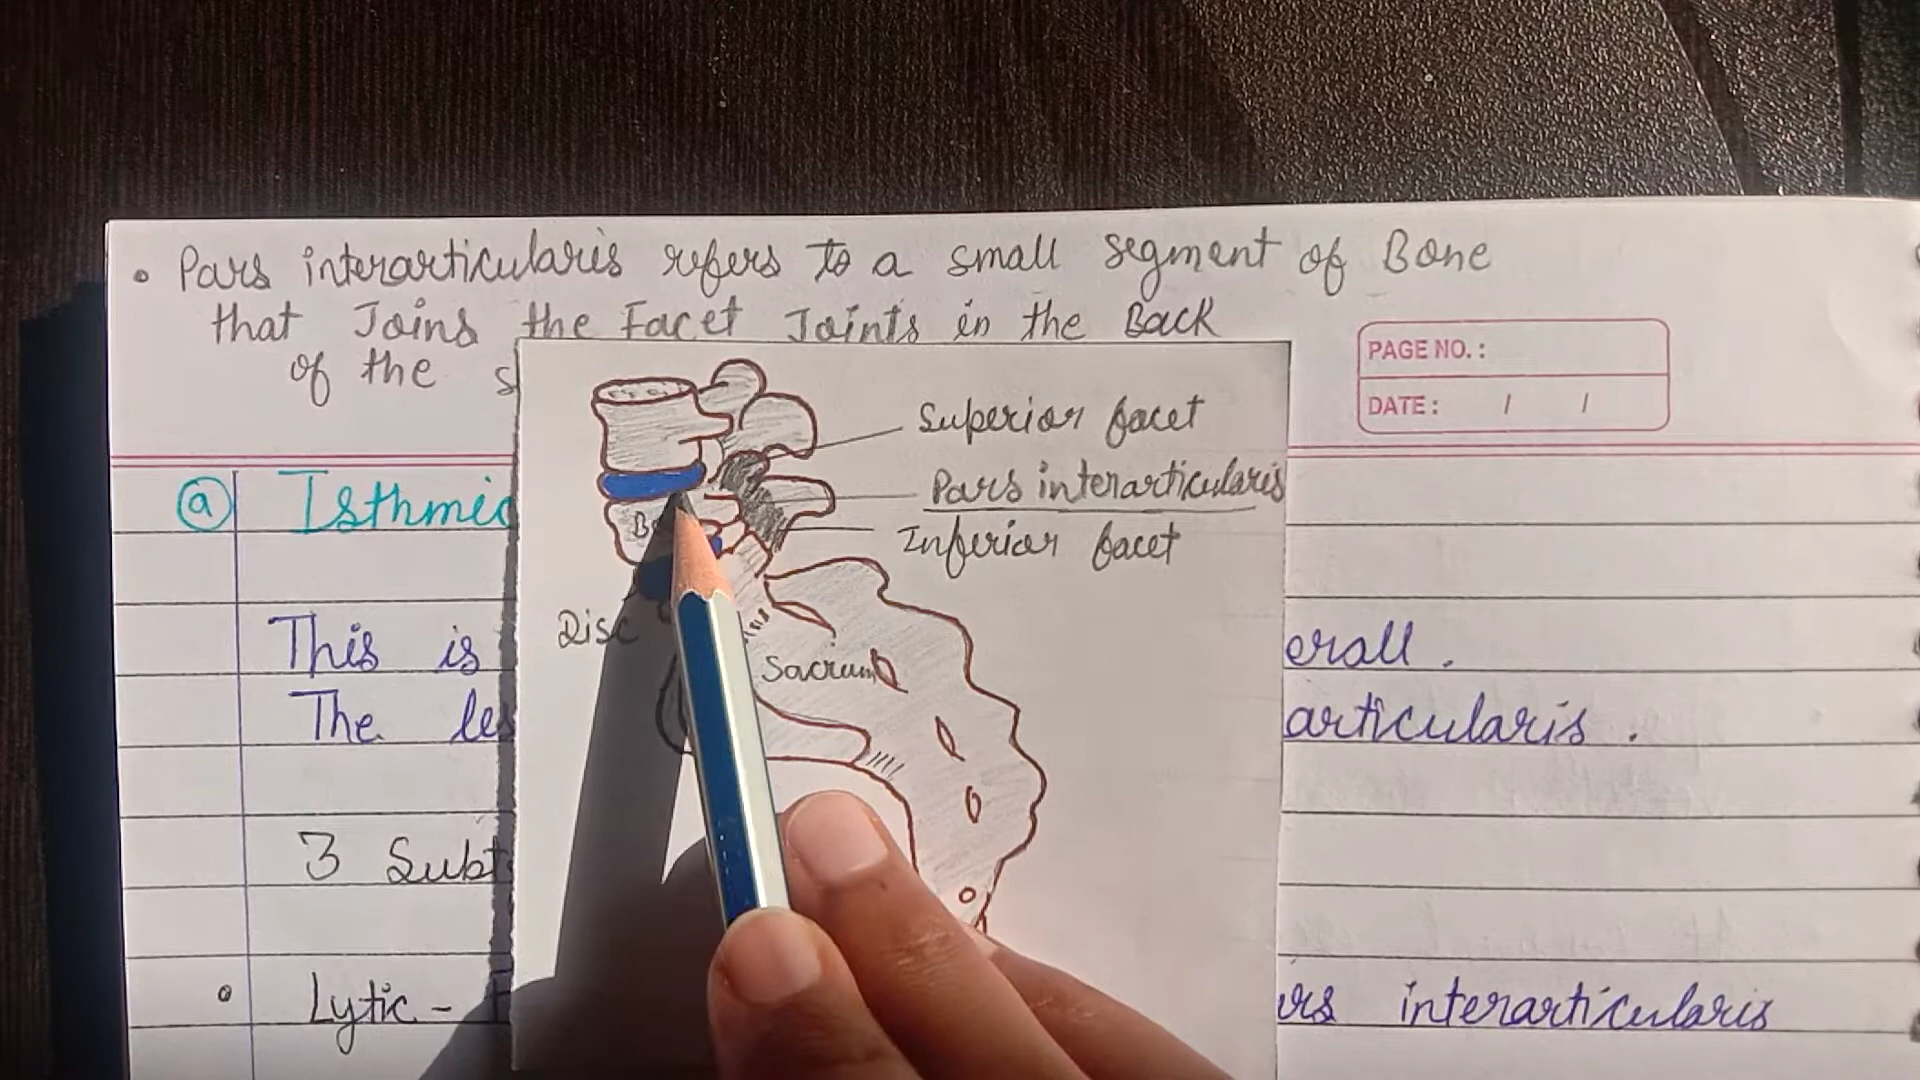 • Pars interarticularis refers to a small segment of Bone
that Joins the Facet Joints in the Back
of the
PAGE NO. :
DATE : / /
Superior facet
Pars interarticularis
Inferior facet
Disc
Sacrum
ⓐ Isthmic
This is
erall .
The
articularis .
3
• Lytic -
interarticularis